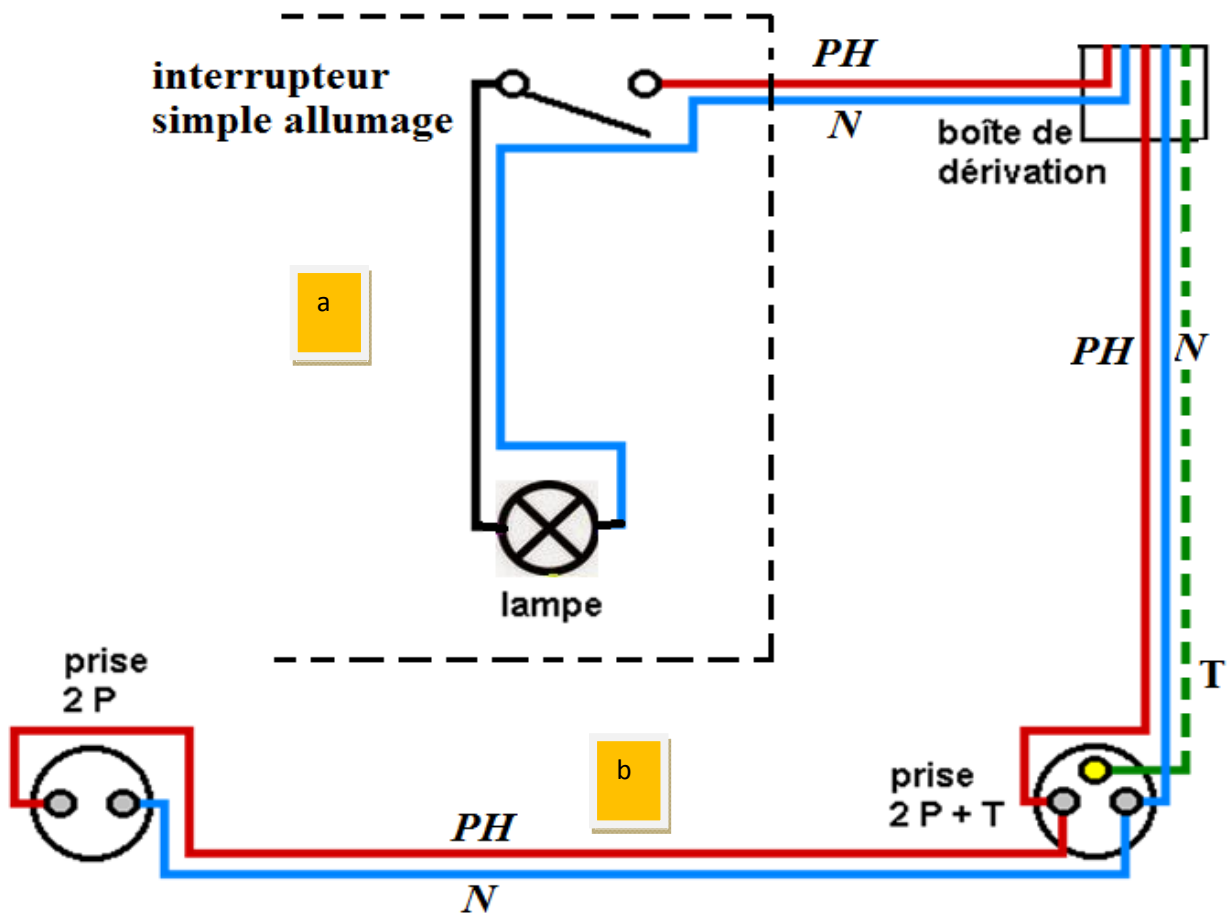 interrupteur
simple allumage
PH
N
boîte de
dérivation
a
PH
N
lampe
T
prise
2 P
b
prise
2 P + T
PH
N